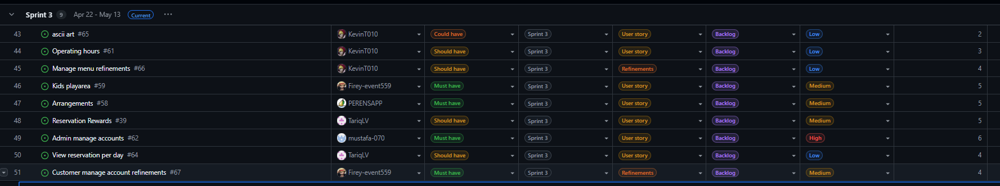 Sprint 3 9 Apr 22 - May 13 Current ...
43 ascii art #65 KevinT010 Could have Sprint 3 User story Backlog Low 2
44 Operating hours #61 KevinT010 Should have Sprint 3 User story Backlog Low 3
45 Manage menu refinements #66 KevinT010 Should have Sprint 3 Refinements Backlog Low 4
46 Kids playarea #59 Firey-event559 Must have Sprint 3 User story Backlog Medium 5
47 Arrangements #58 PERENSAPP Must have Sprint 3 User story Backlog Medium 5
48 Reservation Rewards #39 TariqLV Should have Sprint 3 User story Backlog Medium 5
49 Admin manage accounts #62 mustafa-070 Must have Sprint 3 User story Backlog High 6
50 View reservation per day #64 TariqLV Should have Sprint 3 User story Backlog Low 4
51 Customer manage account refinements #67 Firey-event559 Must have Sprint 3 Refinements Backlog Medium 4